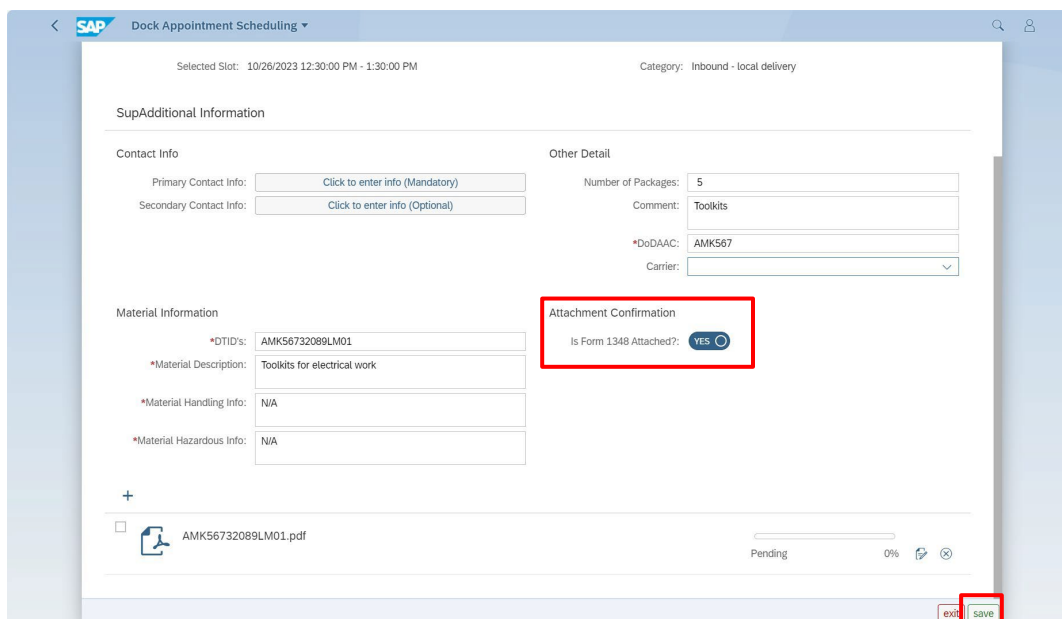 SAP Dock Appointment Scheduling
Selected Slot: 10/26/2023 12:30:00 PM - 1:30:00 PM
Category: Inbound - local delivery
SupAdditional Information
Contact Info
Primary Contact Info: Click to enter info (Mandatory)
Secondary Contact Info: Click to enter info (Optional)
Other Detail
Number of Packages: 5
Comment: Toolkits
*DoDAAC: AMK567
Carrier:
Material Information
*DTID's: AMK56732089LM01
*Material Description: Toolkits for electrical work
*Material Handling Info: N/A
*Material Hazardous Info: N/A
Attachment Confirmation
Is Form 1348 Attached?: YES
+
AMK56732089LM01.pdf
Pending 0%
exit save